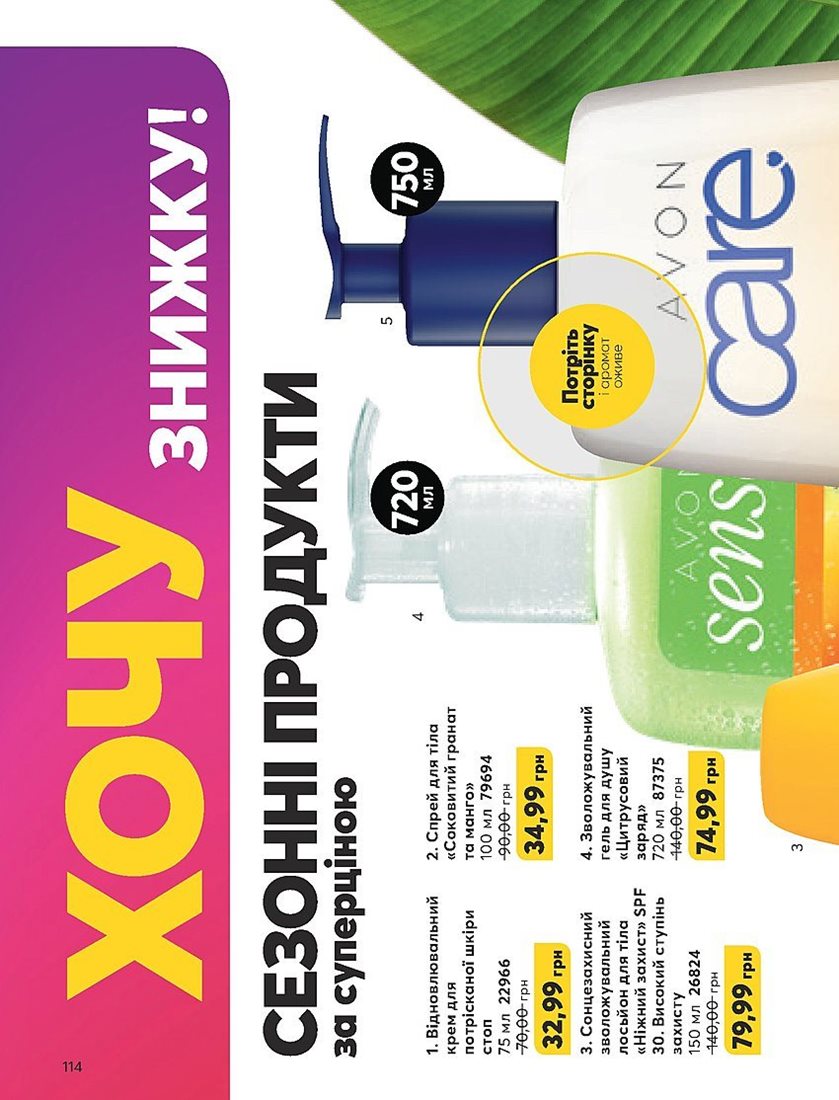 ХОЧУ
ЗНИЖКУ!
СЕЗОННІ ПРОДУКТИ
за суперціною
1. Відновлювальний
крем для
потрісканої шкіри
стоп
75 мл 22966
70,00 грн
32,99 грн
2. Спрей для тіла
«Соковитий гранат
та манго»
100 мл 79694
90,00 грн
34,99 грн
3. Сонцезахисний
зволожувальний
лосьйон для тіла
«Ніжний захист» SPF
30. Високий ступінь
захисту
150 мл 26824
140,00 грн
79,99 грн
4. Зволожувальний
гель для душу
«Цитрусовий
заряд»
720 мл 87375
140,00 грн
74,99 грн
4
720
МЛ
5
750
МЛ
Потріть
сторінку
і аромат
оживе
AVON
care
AVON
sens
3
114